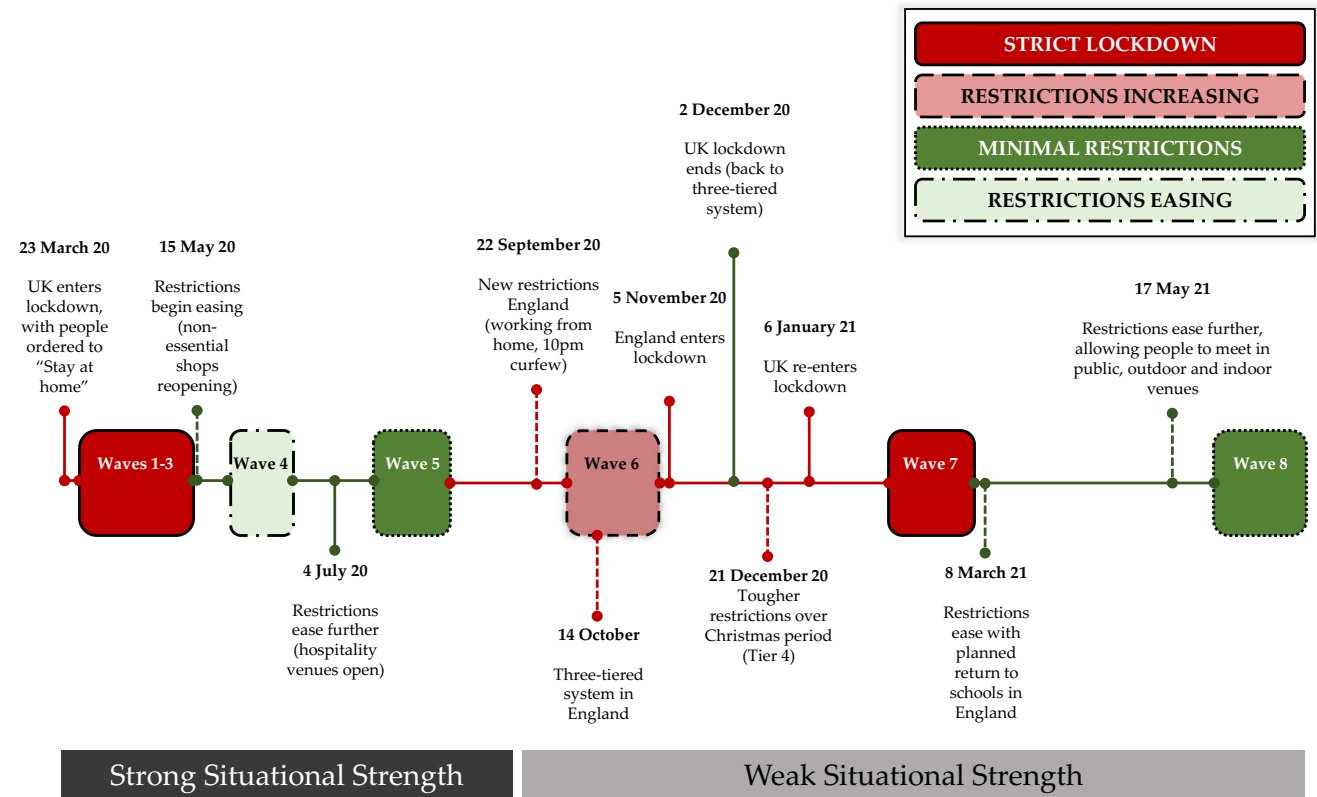 STRICT LOCKDOWN
RESTRICTIONS INCREASING
MINIMAL RESTRICTIONS
RESTRICTIONS EASING
23 March 20
UK enters
lockdown,
with people
ordered to
“Stay at
home”
15 May 20
Restrictions
begin easing
(non-
essential
shops
reopening)
22 September 20
New restrictions
England
(working from
home, 10pm
curfew)
5 November 20
England enters
lockdown
2 December 20
UK lockdown
ends (back to
three-tiered
system)
6 January 21
UK re-enters
lockdown
17 May 21
Restrictions ease further,
allowing people to meet in
public, outdoor and indoor
venues
Waves 1-3
Wave 4
Wave 5
Wave 6
Wave 7
Wave 8
4 July 20
Restrictions
ease further
(hospitality
venues open)
14 October
Three-tiered
system in
England
21 December 20
Tougher
restrictions over
Christmas period
(Tier 4)
8 March 21
Restrictions
ease with
planned
return to
schools in
England
Strong Situational Strength
Weak Situational Strength